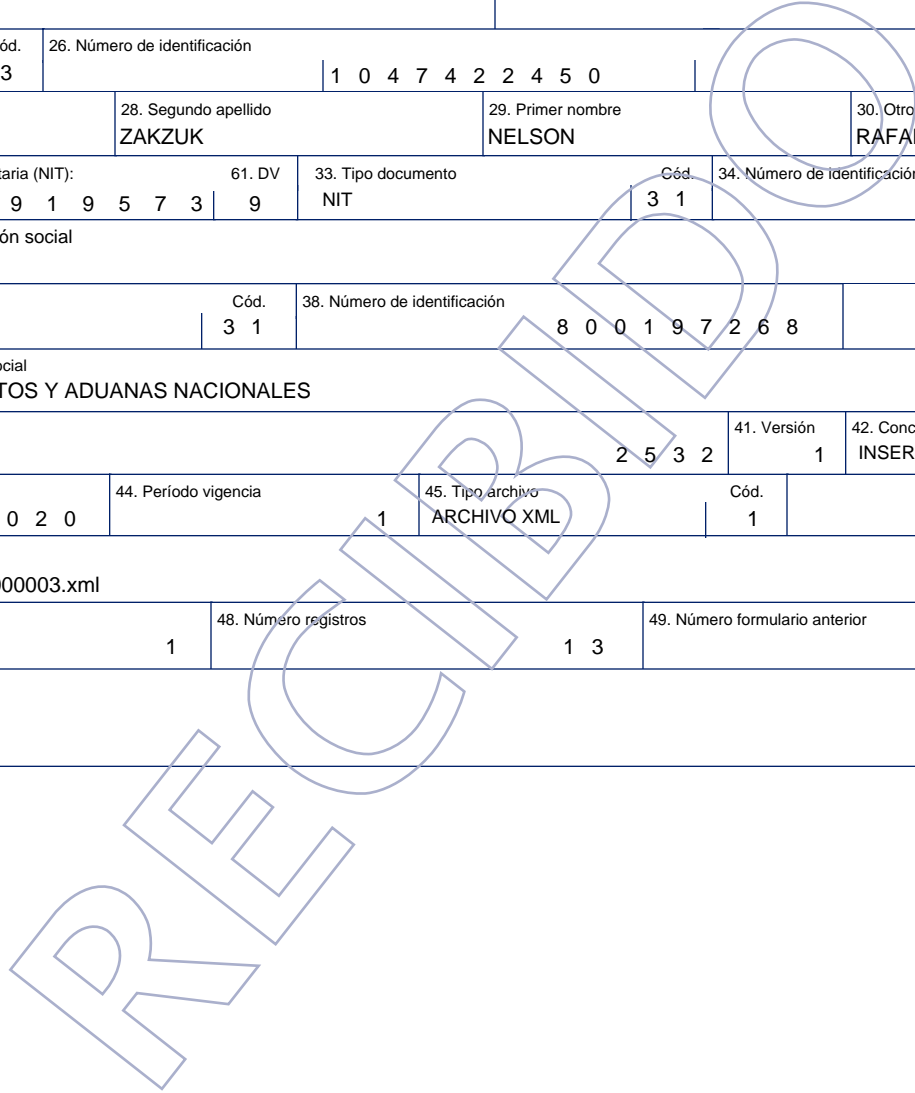 ód. 26. Número de identificación
3 1 0 4 7 4 2 2 4 5 0
28. Segundo apellido 29. Primer nombre 30. Otro
ZAKZUK NELSON RAFAE
taria (NIT): 61. DV 33. Tipo documento Cód. 34. Número de identificación
9 1 9 5 7 3 9 NIT 3 1
ón social
Cód. 38. Número de identificación
3 1 8 0 0 1 9 7 2 6 8
ocial
TOS Y ADUANAS NACIONALES
41. Versión 42. Conc
2 5 3 2 1 INSER
44. Período vigencia 45. Tipo archivo Cód.
0 2 0 1 ARCHIVO XML 1
000003.xml
48. Número registros 49. Número formulario anterior
1 1 3
RECIBIDO